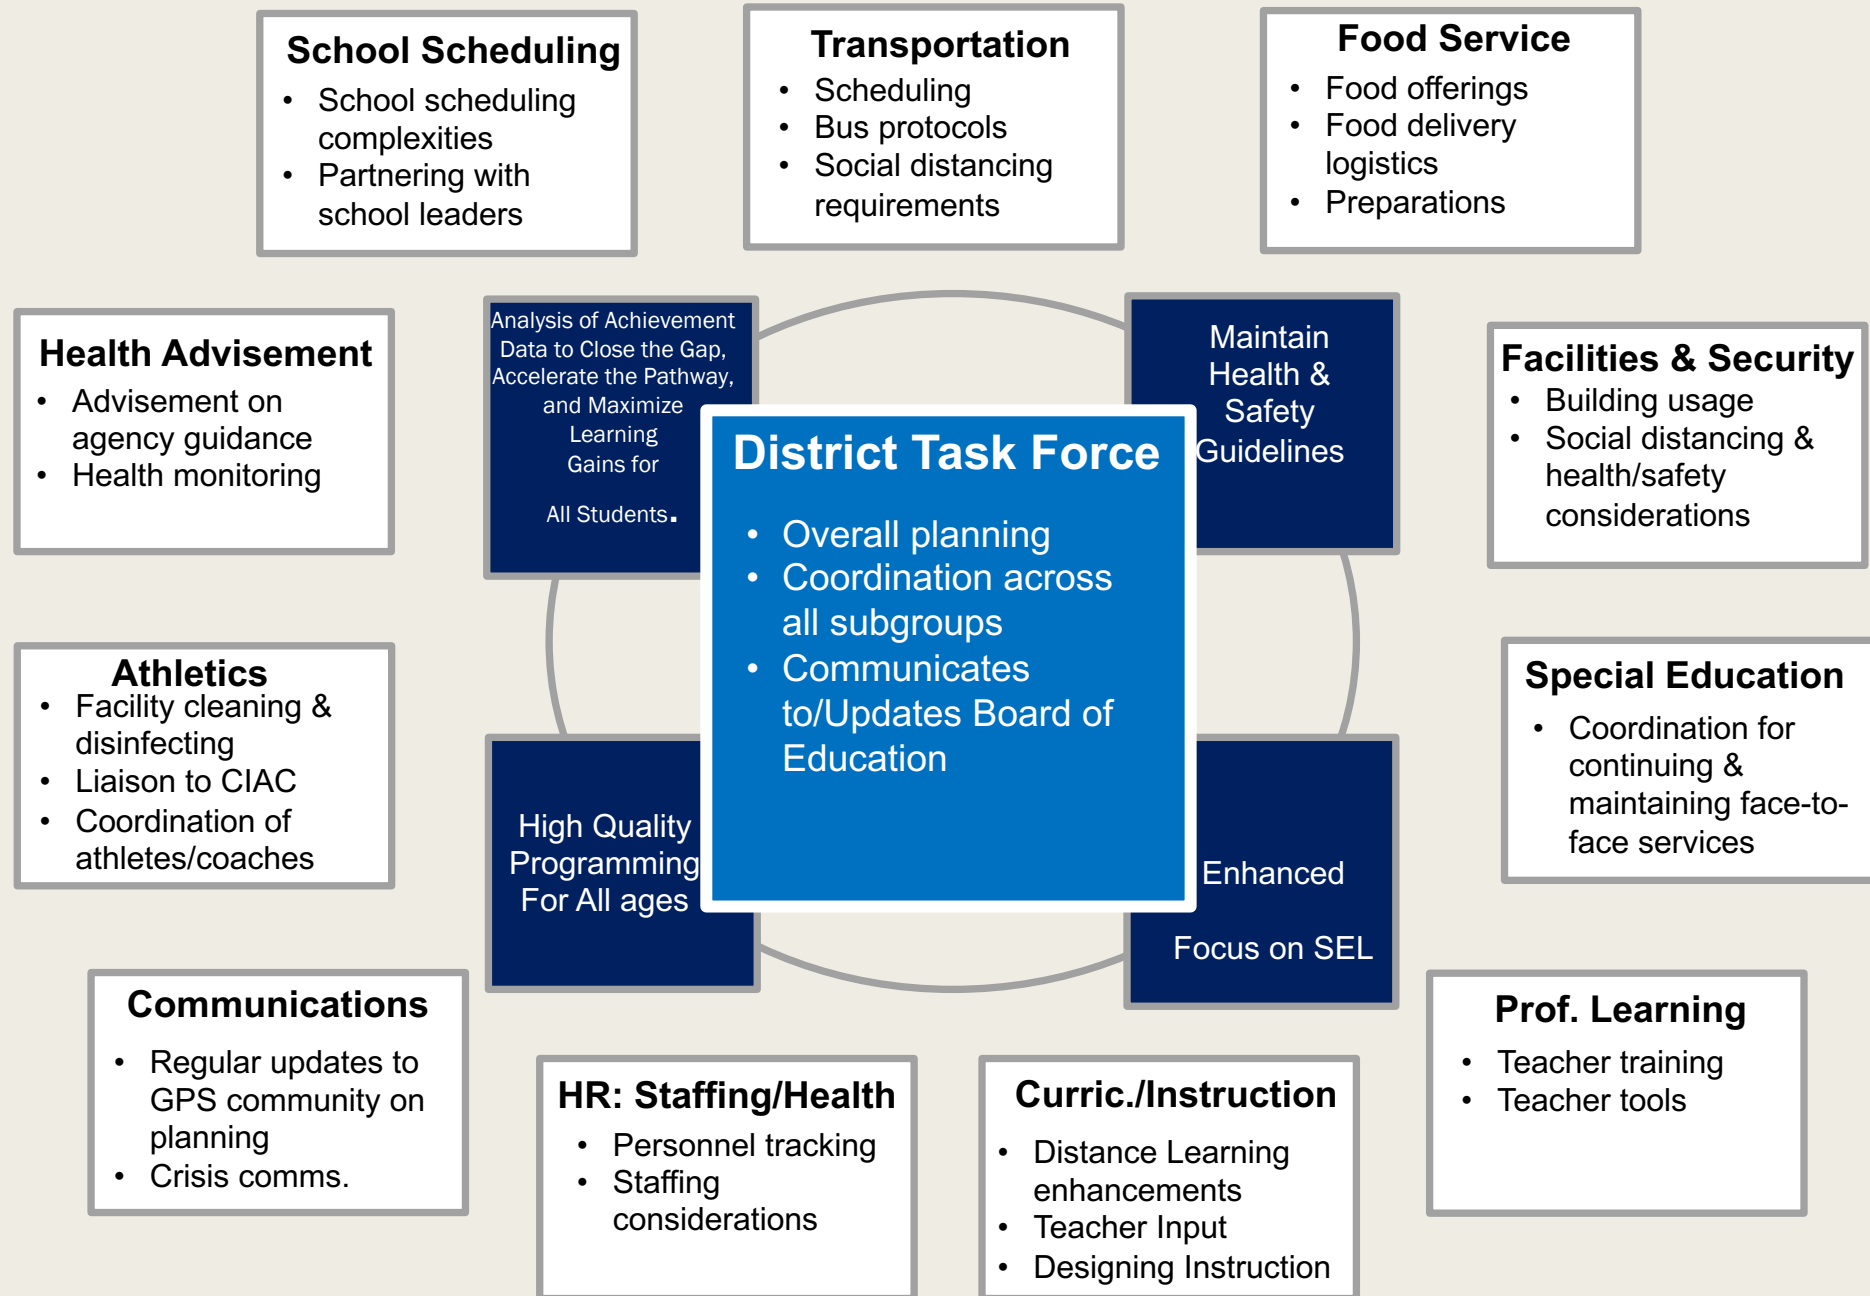 School Scheduling
• School scheduling
complexities
• Partnering with
school leaders
Transportation
• Scheduling
• Bus protocols
• Social distancing
requirements
Food Service
• Food offerings
• Food delivery
logistics
• Preparations
Health Advisement
• Advisement on
agency guidance
• Health monitoring
Analysis of Achievement
Data to Close the Gap,
Accelerate the Pathway,
and Maximize
Learning
Gains for
All Students.
Maintain
Health &
Safety
Guidelines
Facilities & Security
• Building usage
• Social distancing &
health/safety
considerations
District Task Force
• Overall planning
• Coordination across
all subgroups
• Communicates
to/Updates Board of
Education
Athletics
• Facility cleaning &
disinfecting
• Liaison to CIAC
• Coordination of
athletes/coaches
Special Education
• Coordination for
continuing &
maintaining face-to-
face services
High Quality
Programming
For All ages
Enhanced
Focus on SEL
Communications
• Regular updates to
GPS community on
planning
• Crisis comms.
HR: Staffing/Health
• Personnel tracking
• Staffing
considerations
Curric./Instruction
• Distance Learning
enhancements
• Teacher Input
• Designing Instruction
Prof. Learning
• Teacher training
• Teacher tools